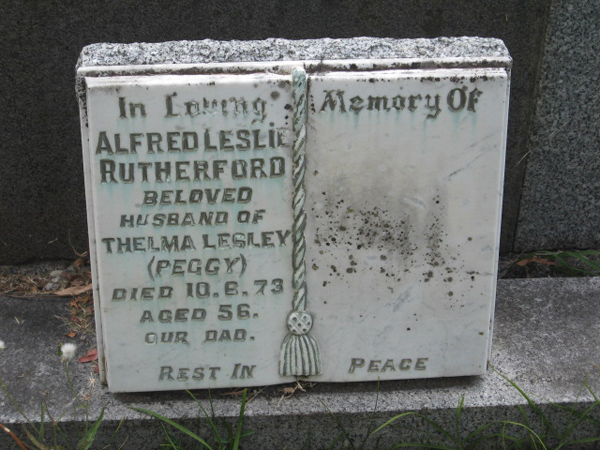 In Loving Memory Of
ALFRED LESLIE
RUTHERFORD
BELOVED
HUSBAND OF
THELMA LESLEY
(PEGGY)
DIED 10.6.73
AGED 56.
OUR DAD.
REST IN PEACE